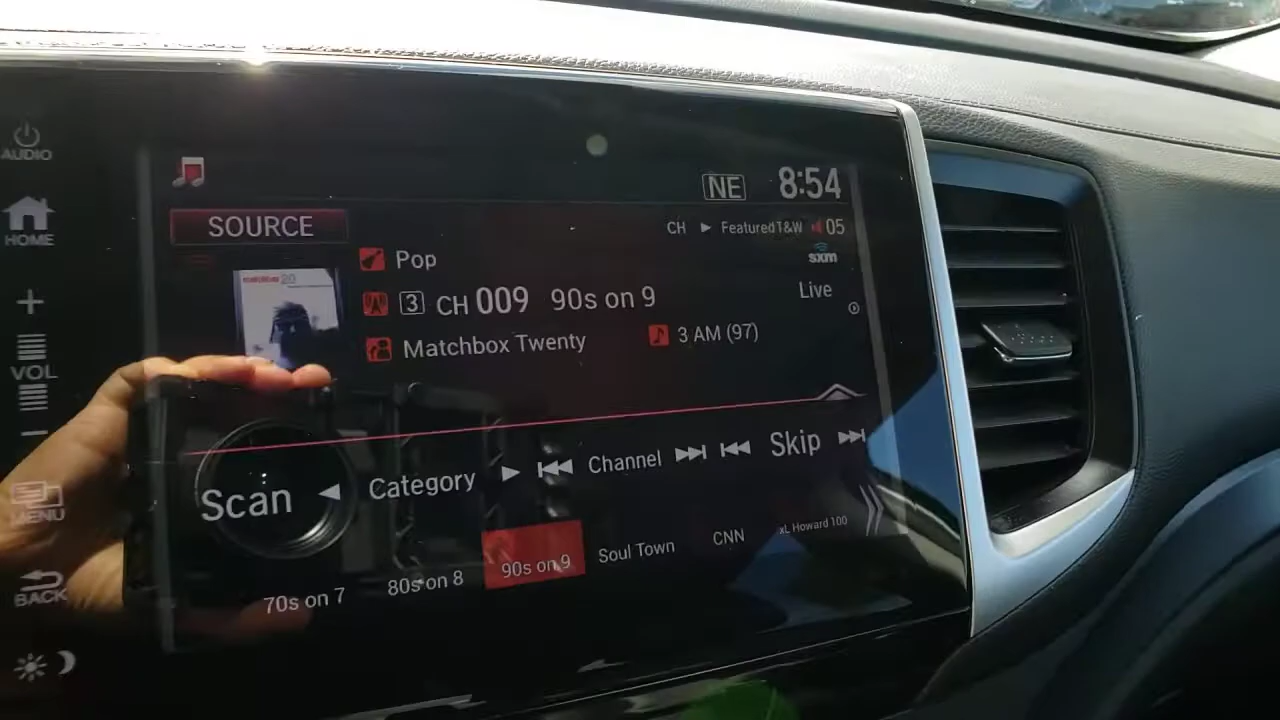 AUDIO
NE 8:54
HOME
SOURCE
CH ▶ Featured T&W 05
sxm
Pop
3 CH 009 90s on 9
Live
VOL
Matchbox Twenty
3 AM (97)
Scan
Category
Channel
Skip
MENU
70s on 7
80s on 8
90s on 9
Soul Town
CNN
xL Howard 100
BACK